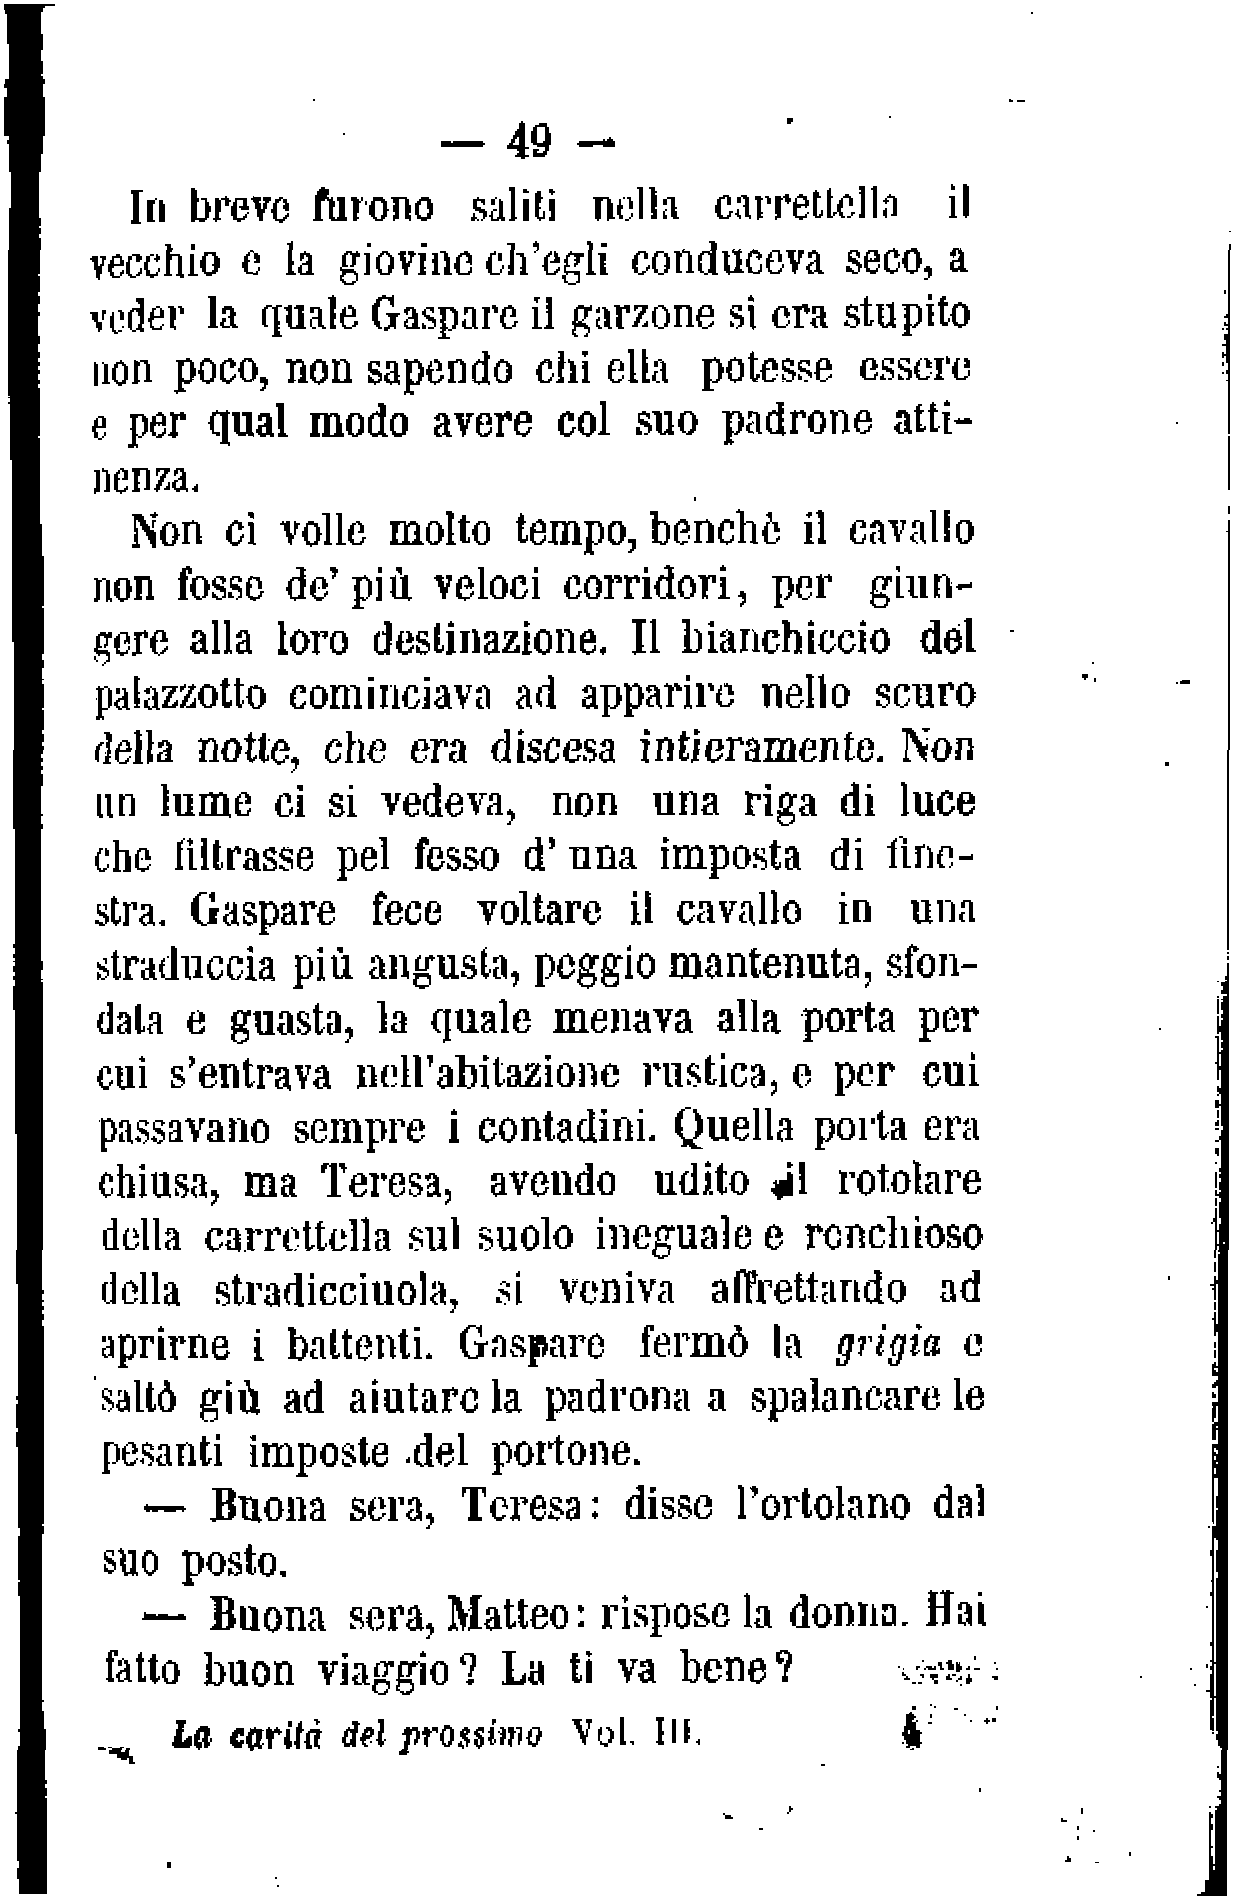 — 49 —
In breve furono saliti nella carrettella il
vecchio e la giovine ch'egli conduceva seco, a
veder la quale Gaspare il garzone si era stupito
non poco, non sapendo chi ella potesse essere
e per qual modo avere col suo padrone atti-
nenza.
Non ci volle molto tempo, benchè il cavallo
non fosse de' più veloci corridori, per giun-
gere alla loro destinazione. Il bianchiccio del
palazzotto cominciava ad apparire nello scuro
della notte, che era discesa intieramente. Non
un lume ci si vedeva, non una riga di luce
che filtrasse pel fesso d' una imposta di fine-
stra. Gaspare fece voltare il cavallo in una
straduccia più angusta, peggio mantenuta, sfon-
data e guasta, la quale menava alla porta per
cui s'entrava nell'abitazione rustica, e per cui
passavano sempre i contadini. Quella porta era
chiusa, ma Teresa, avendo udito il rotolare
della carrettella sul suolo ineguale e ronchioso
della stradicciuola, si veniva affrettando ad
aprirne i battenti. Gaspare fermò la grigia e
saltò giù ad aiutare la padrona a spalancare le
pesanti imposte del portone.
— Buona sera, Teresa: disse l'ortolano dal
suo posto.
— Buona sera, Matteo: rispose la donna. Hai
fatto buon viaggio? La ti va bene?
La carità del prossimo Vol. III. 4